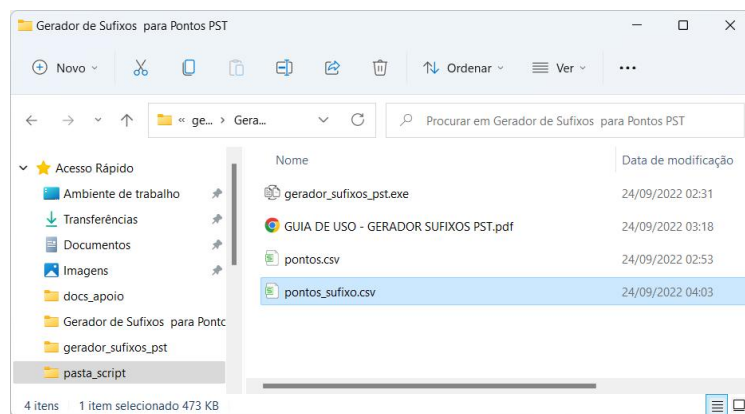 Gerador de Sufixos  para Pontos PST
Novo
Ordenar
Ver
« ge... › Gera...
Procurar em Gerador de Sufixos  para Pontos PST
Acesso Rápido
Ambiente de trabalho
Transferências
Documentos
Imagens
docs_apoio
Gerador de Sufixos  para Pontc
gerador_sufixos_pst
pasta_script
Nome Data de modificação
gerador_sufixos_pst.exe 24/09/2022 02:31
GUIA DE USO - GERADOR SUFIXOS PST.pdf 24/09/2022 03:18
pontos.csv 24/09/2022 02:53
pontos_sufixo.csv 24/09/2022 04:03
4 itens 1 item selecionado 473 KB